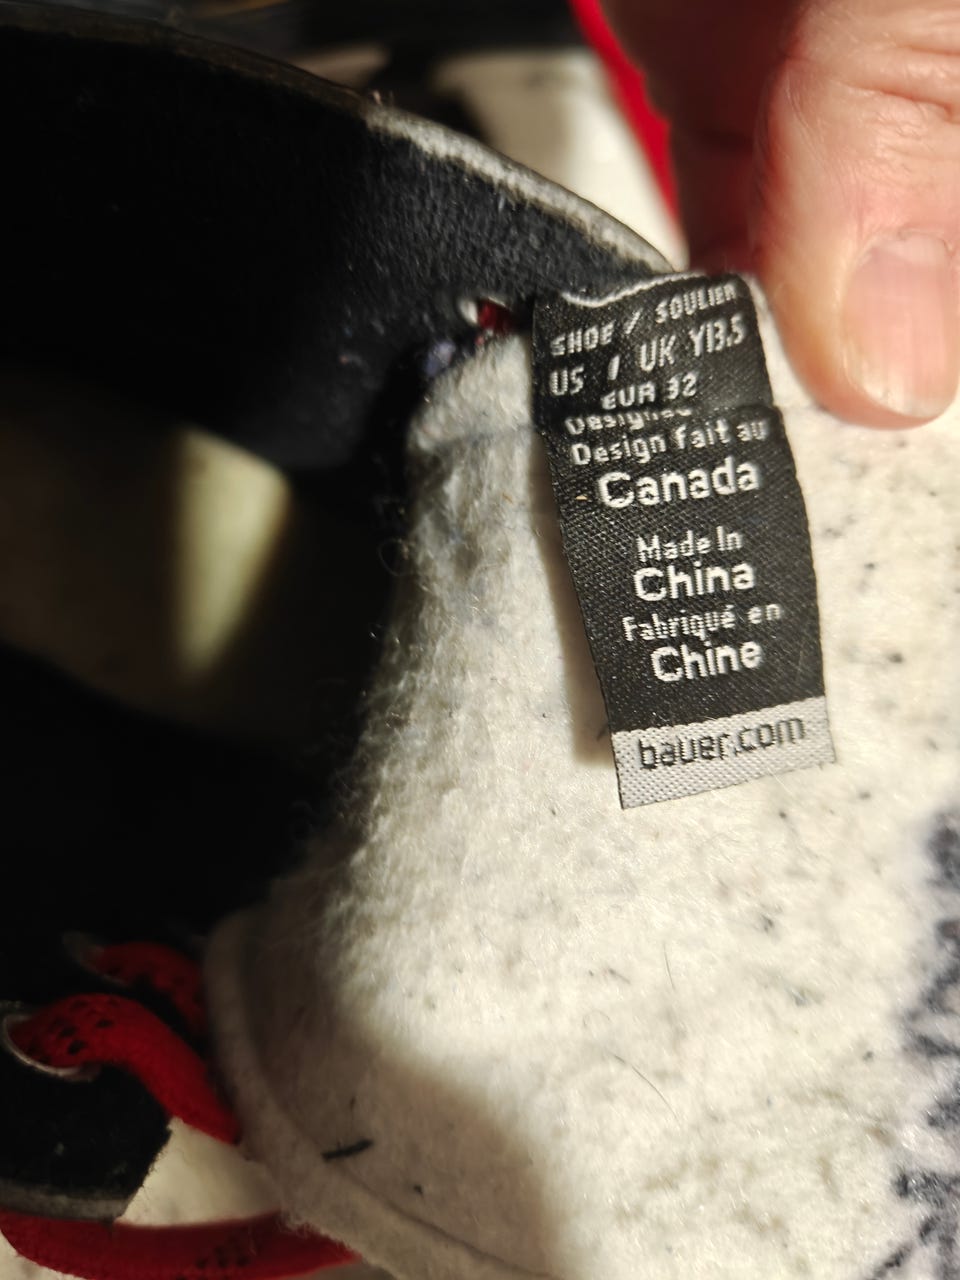 SHOE / SOULIER
US / UK Y13.5
EUR 32
Design fait au
Canada
Made In
China
Fabriqué en
Chine
bauer.com